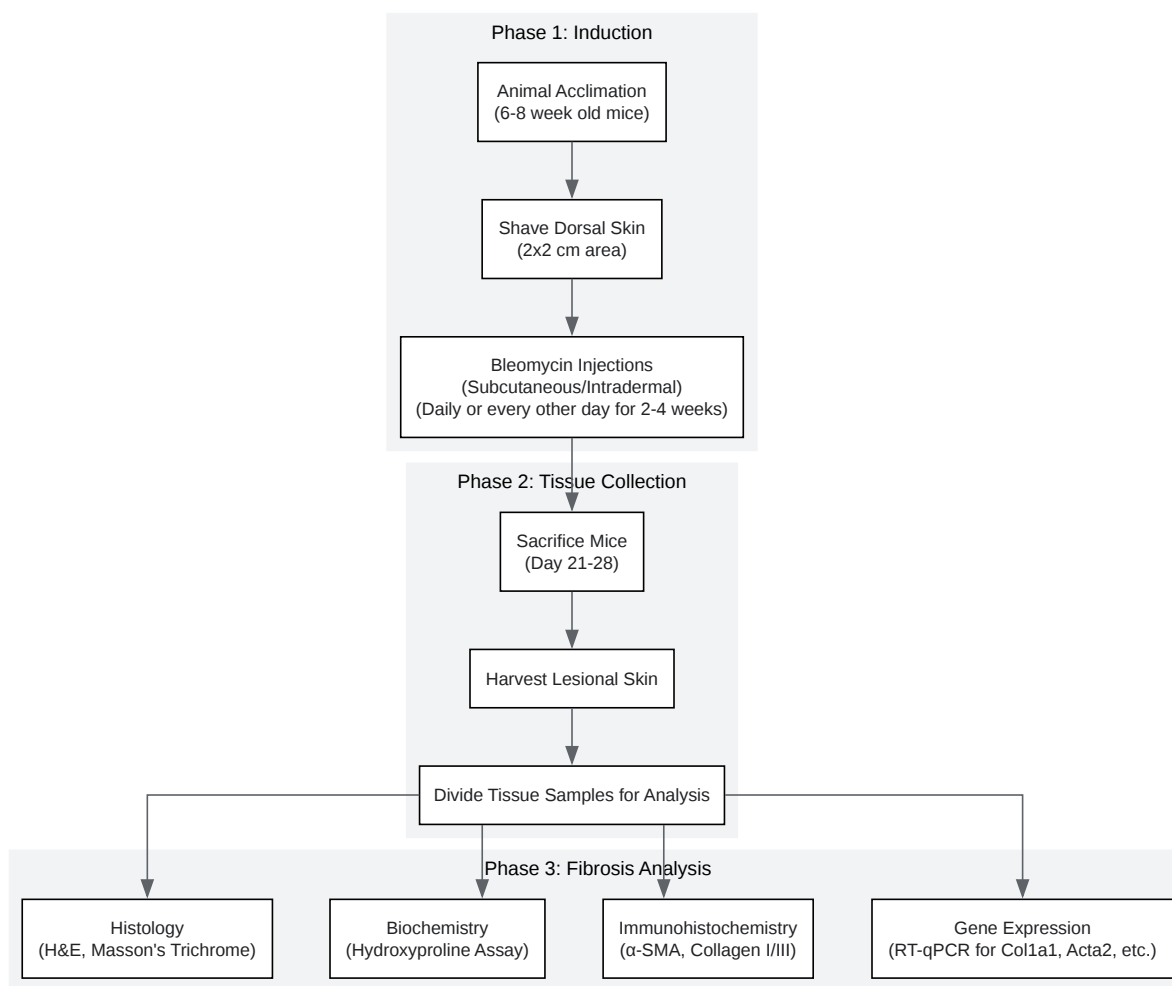 Phase 1: Induction
Animal Acclimation
(6-8 week old mice)
Shave Dorsal Skin
(2x2 cm area)
Bleomycin Injections
(Subcutaneous/Intradermal)
(Daily or every other day for 2-4 weeks)
Phase 2: Tissue Collection
Sacrifice Mice
(Day 21-28)
Harvest Lesional Skin
Divide Tissue Samples for Analysis
Phase 3: Fibrosis Analysis
Histology
(H&E, Masson's Trichrome)
Biochemistry
(Hydroxyproline Assay)
Immunohistochemistry
(α-SMA, Collagen I/III)
Gene Expression
(RT-qPCR for Col1a1, Acta2, etc.)